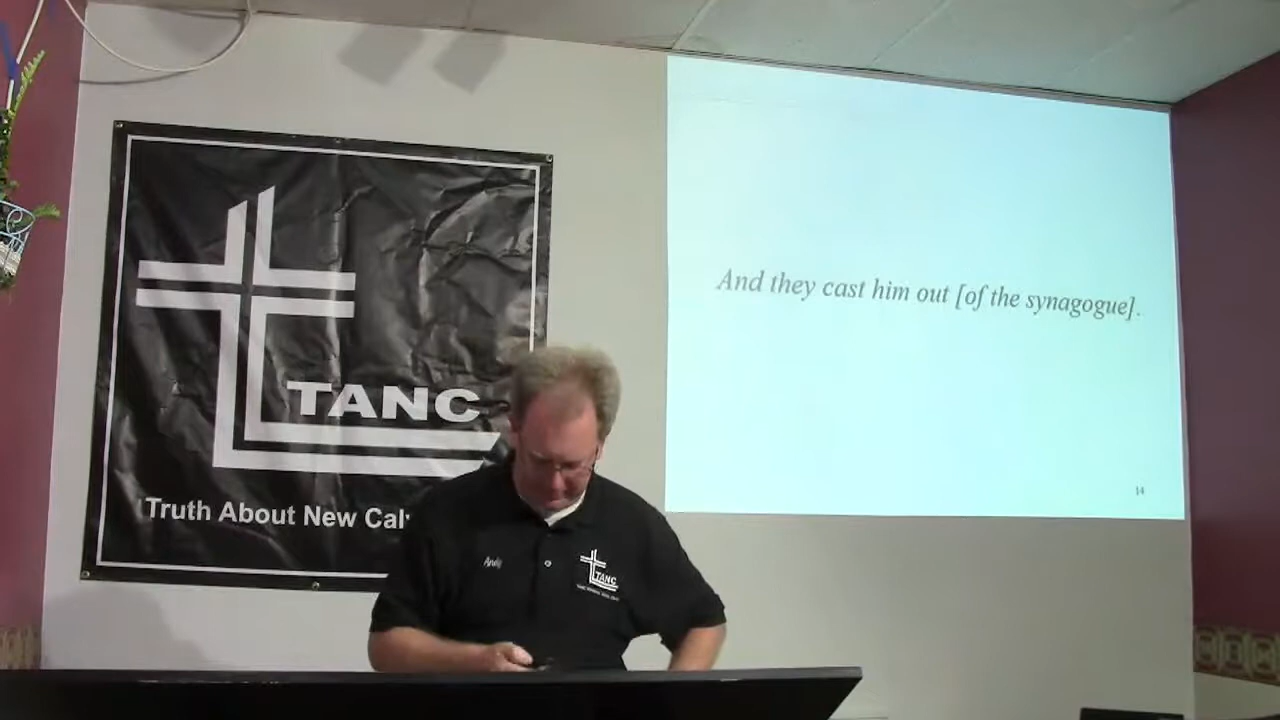 TANC
Truth About New Cal
And they cast him out [of the synagogue].
14
Andy
TANC